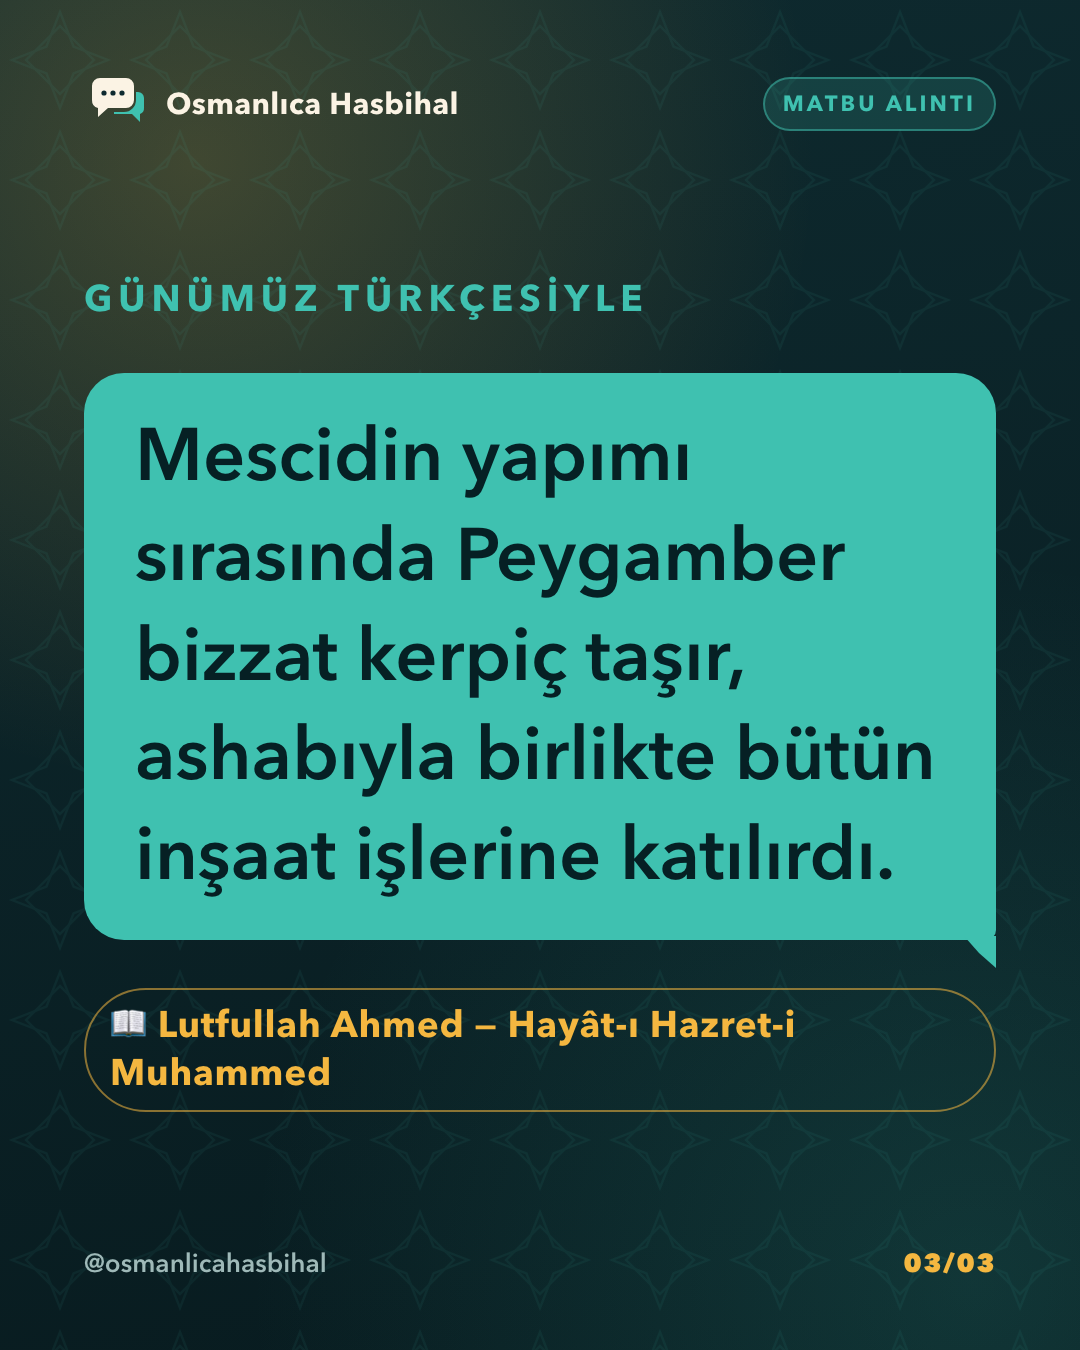 Osmanlıca Hasbihal
MATBU ALINTI
GÜNÜMÜZ TÜRKÇESİYLE
Mescidin yapımı
sırasında Peygamber
bizzat kerpiç taşır,
ashabıyla birlikte bütün
inşaat işlerine katılırdı.
📖 Lutfullah Ahmed — Hayât-ı Hazret-i
Muhammed
@osmanlicahasbihal
03/03